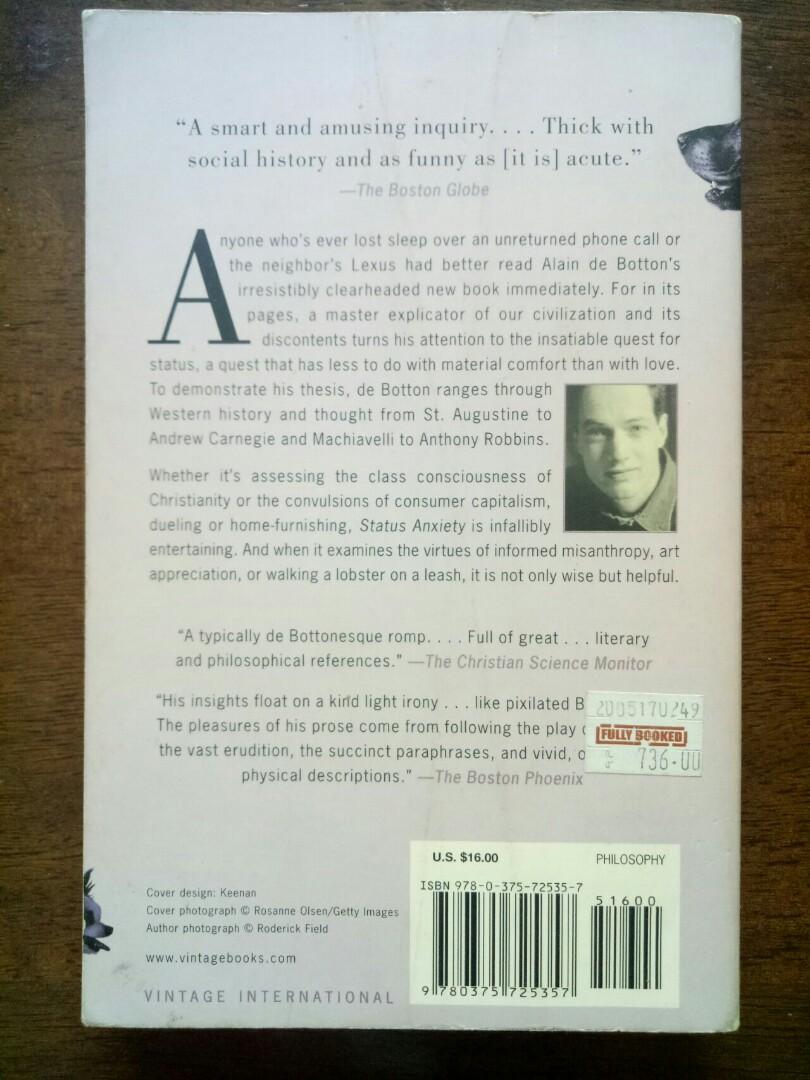 “A smart and amusing inquiry. . . . Thick with
social history and as funny as [it is] acute.”
—The Boston Globe
Anyone who's ever lost sleep over an unreturned phone call or
the neighbor's Lexus had better read Alain de Botton's
irresistibly clearheaded new book immediately. For in its
pages, a master explicator of our civilization and its
discontents turns his attention to the insatiable quest for
status, a quest that has less to do with material comfort than with love.
To demonstrate his thesis, de Botton ranges through
Western history and thought from St. Augustine to
Andrew Carnegie and Machiavelli to Anthony Robbins.
Whether it's assessing the class consciousness of
Christianity or the convulsions of consumer capitalism,
dueling or home-furnishing, Status Anxiety is infallibly
entertaining. And when it examines the virtues of informed misanthropy, art
appreciation, or walking a lobster on a leash, it is not only wise but helpful.
“A typically de Bottonesque romp. . . . Full of great . . . literary
and philosophical references.” —The Christian Science Monitor
“His insights float on a kind light irony . . . like pixilated
The pleasures of his prose come from following the play
the vast erudition, the succinct paraphrases, and vivid,
physical descriptions.” —The Boston Phoenix
2005170249
FULLY BOOKED
736.00
U.S. $16.00 PHILOSOPHY
ISBN 978-0-375-72535-7
51600
9 780375 725357
Cover design: Keenan
Cover photograph © Rosanne Olsen/Getty Images
Author photograph © Roderick Field
www.vintagebooks.com
VINTAGE INTERNATIONAL